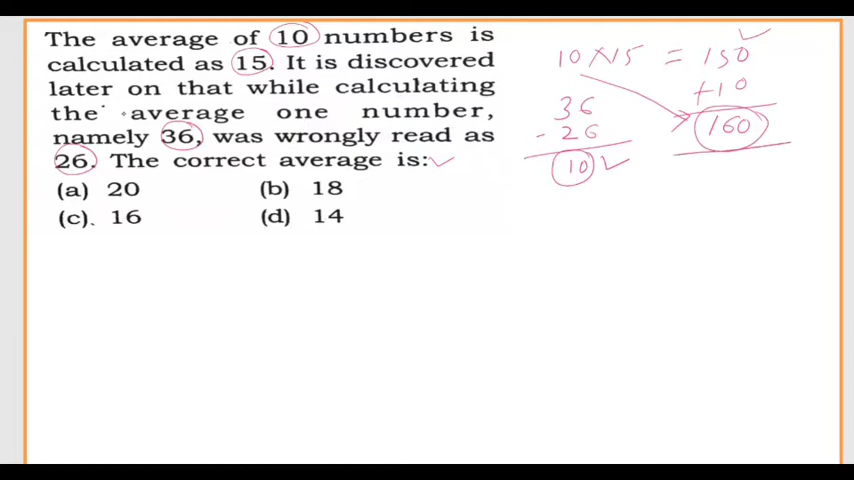 The average of 10 numbers is
calculated as 15. It is discovered
later on that while calculating
the average one number,
namely 36, was wrongly read as
26. The correct average is:
(a) 20 (b) 18
(c). 16 (d) 14
10 × 15 = 150
+10
160
36
- 26
10